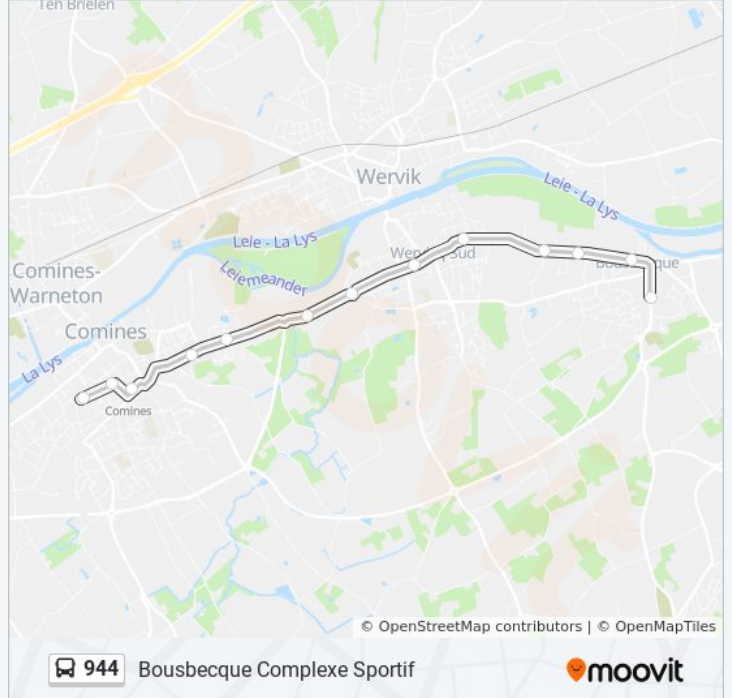 Ten Brielen
Wervik
Leie - La Lys
Leie - La Lys
Leiemeander
Comines-
Warneton
Comines
La Lys
Comines
© OpenStreetMap contributors | © OpenMapTiles
944 Bousbecque Complexe Sportif
moovit